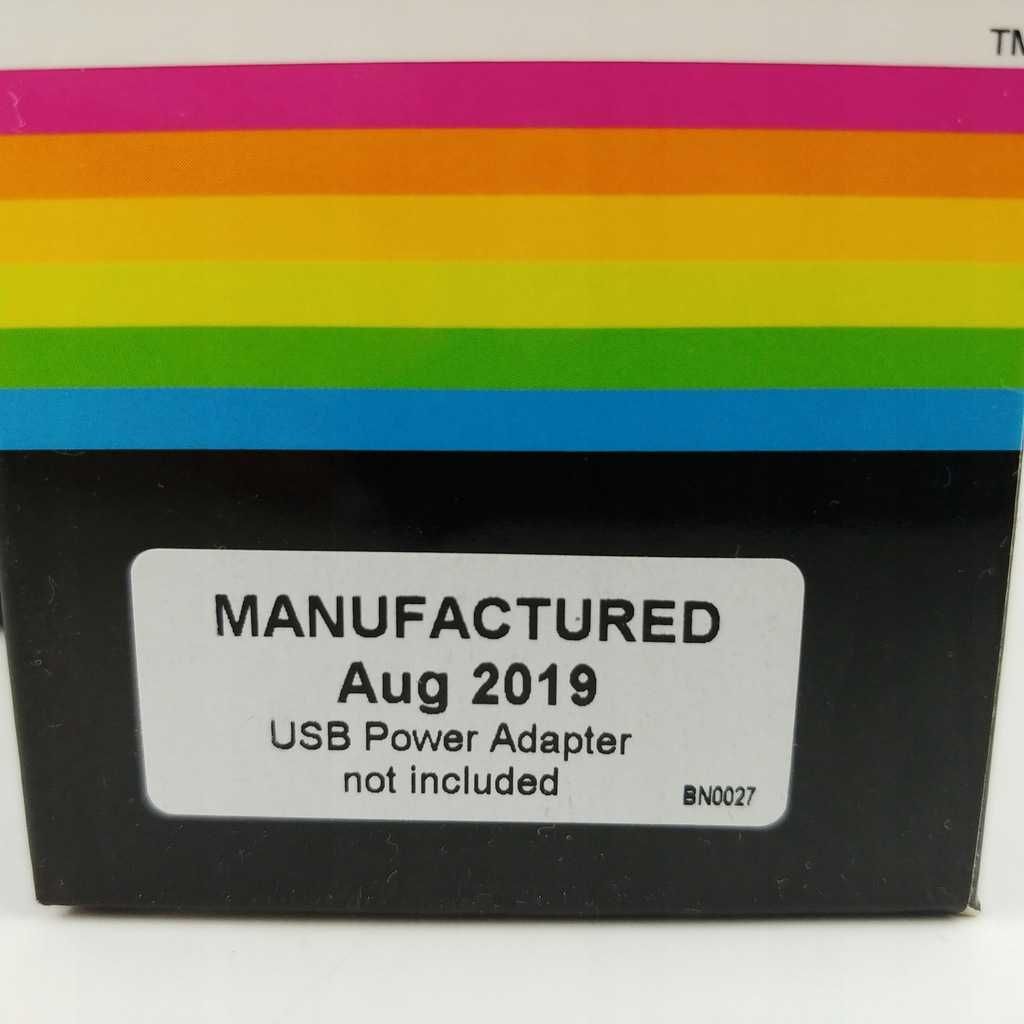 TM
MANUFACTURED
Aug 2019
USB Power Adapter
not included
BN0027